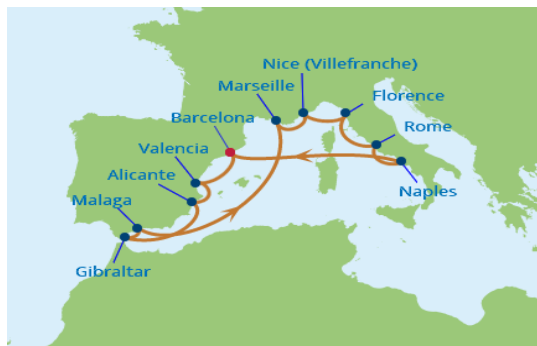 Nice (Villefranche)
Marseille
Florence
Barcelona
Rome
Valencia
Alicante
Naples
Malaga
Gibraltar